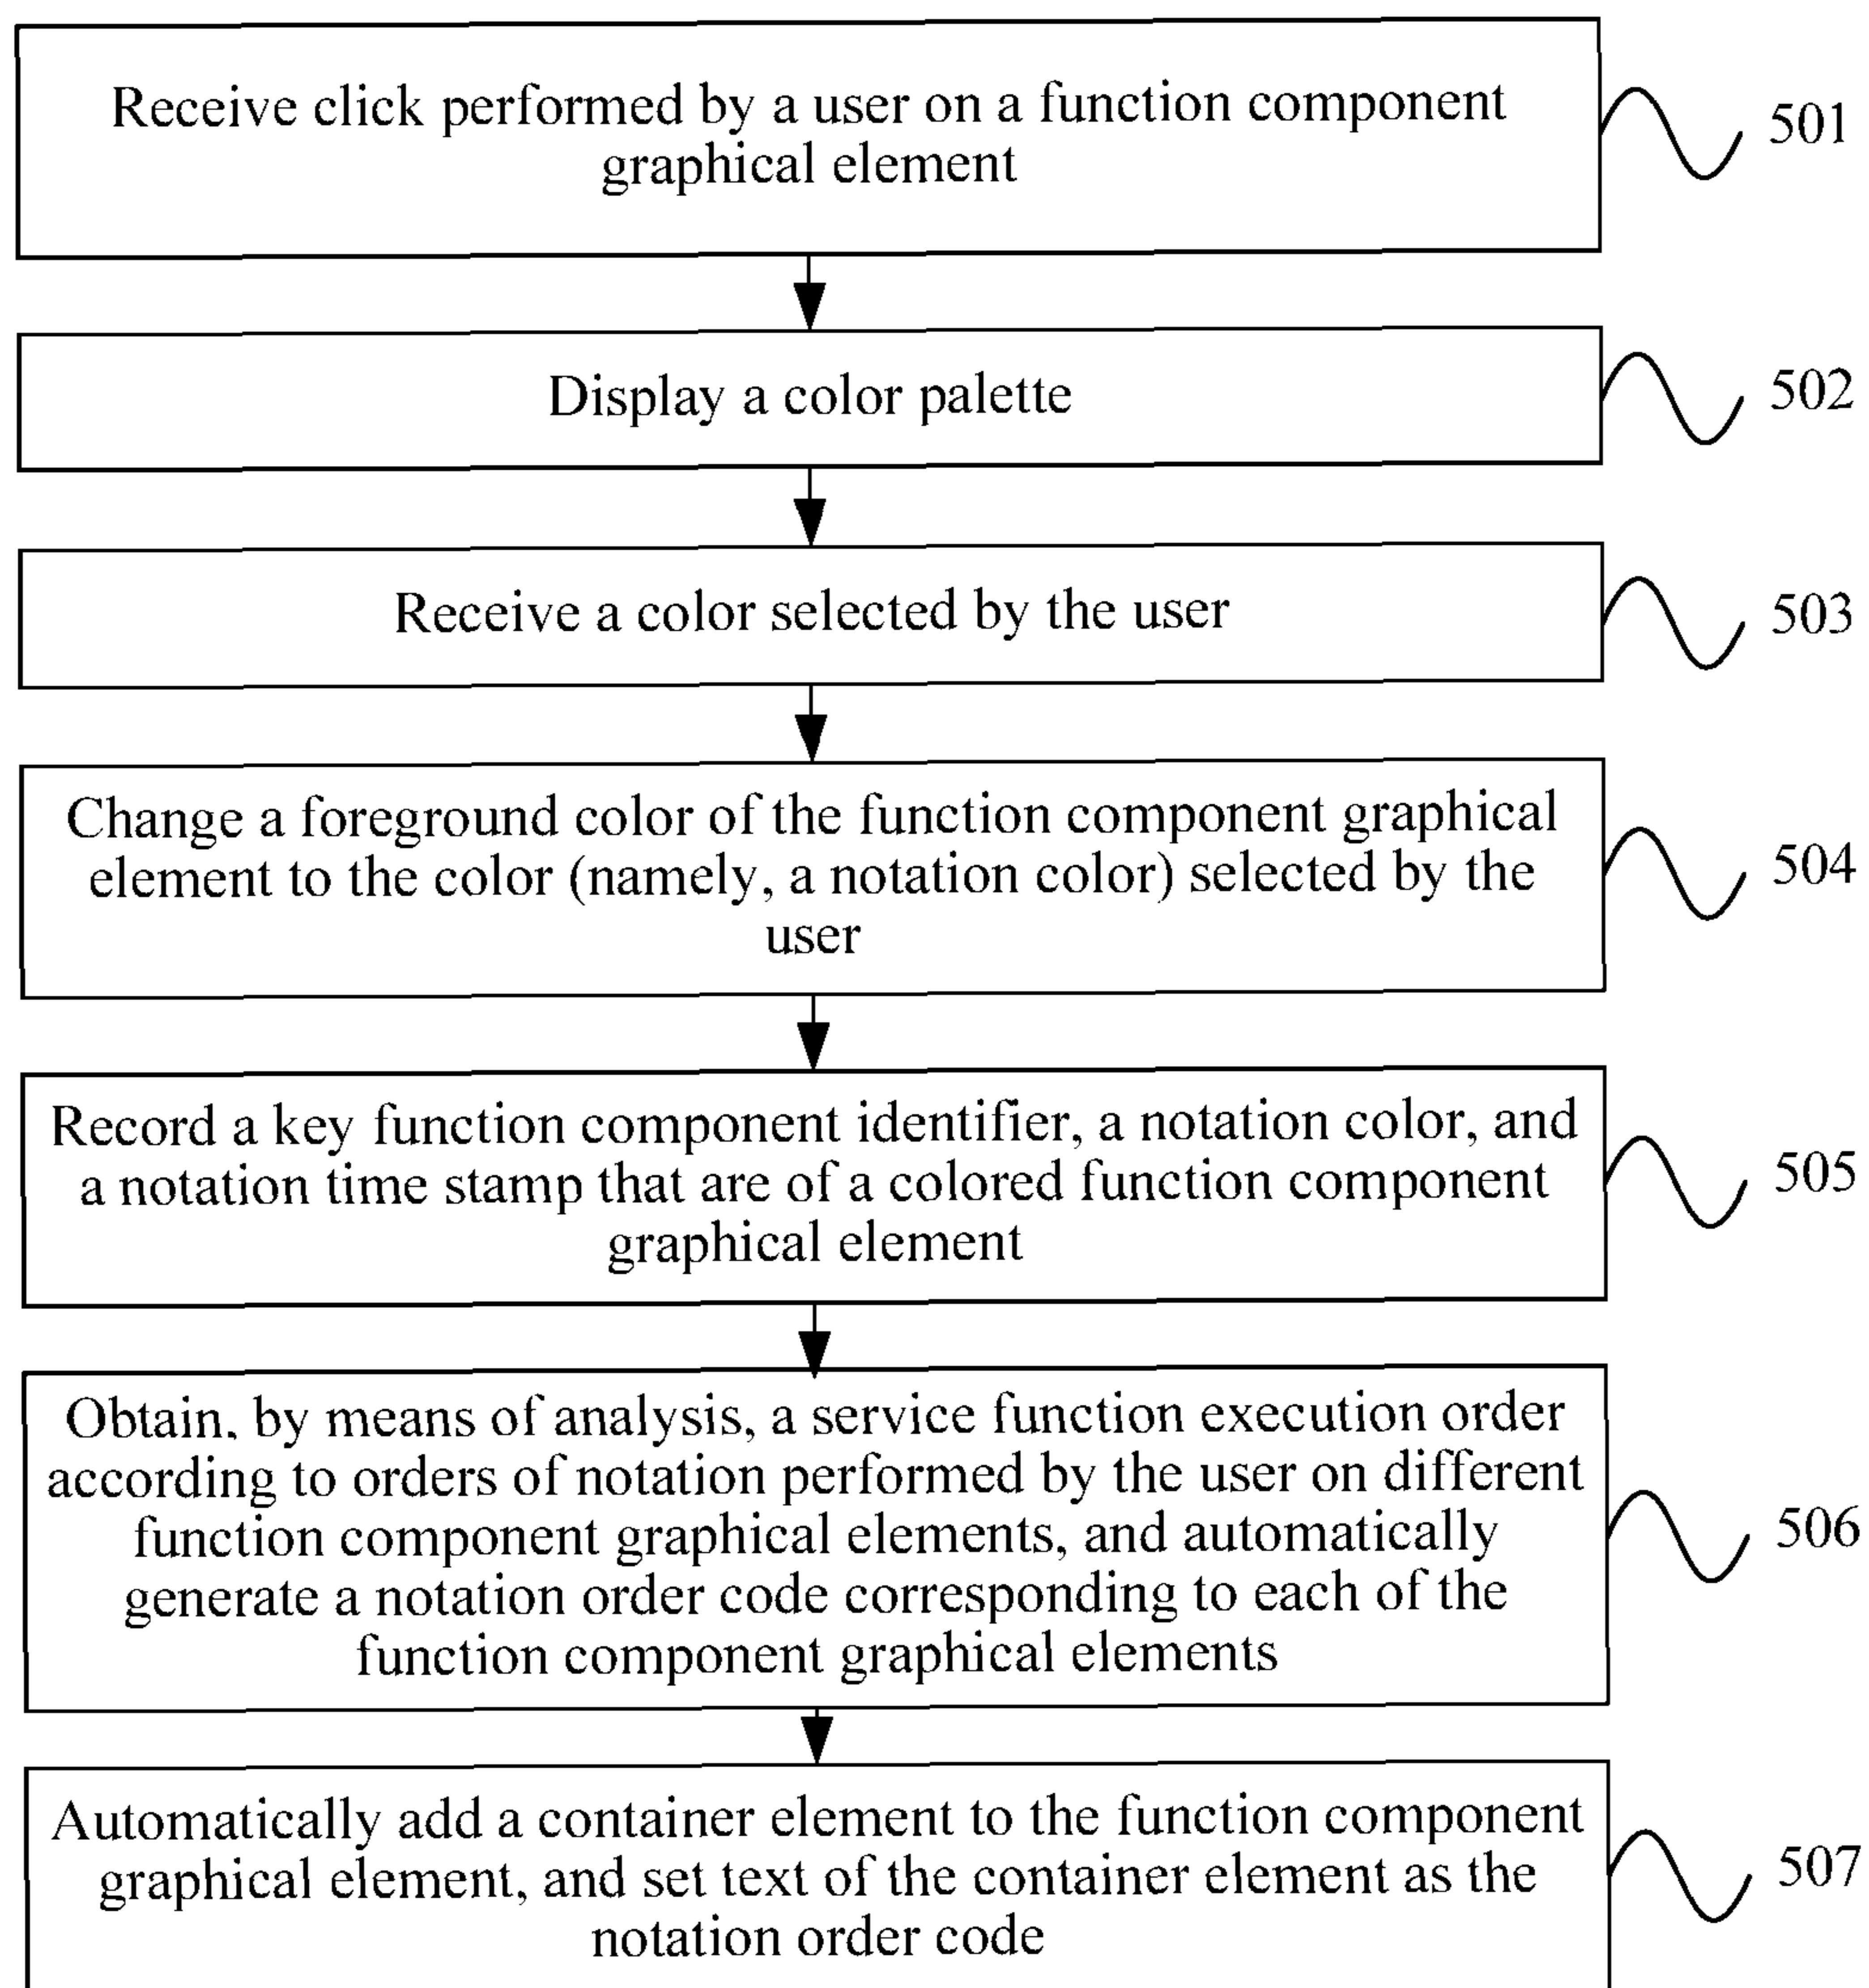 Receive click performed by a user on a function component
graphical element
501
Display a color palette
502
Receive a color selected by the user
503
Change a foreground color of the function component graphical
element to the color (namely, a notation color) selected by the
user
504
Record a key function component identifier, a notation color, and
a notation time stamp that are of a colored function component
graphical element
505
Obtain, by means of analysis, a service function execution order
according to orders of notation performed by the user on different
function component graphical elements, and automatically
generate a notation order code corresponding to each of the
function component graphical elements
506
Automatically add a container element to the function component
graphical element, and set text of the container element as the
notation order code
507